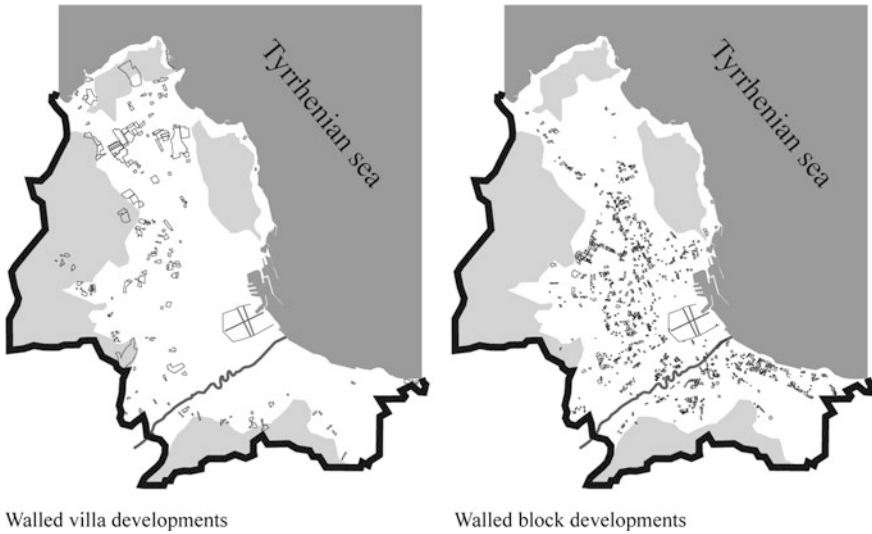 Tyrrhenian sea
Tyrrhenian sea
Walled villa developments
Walled block developments